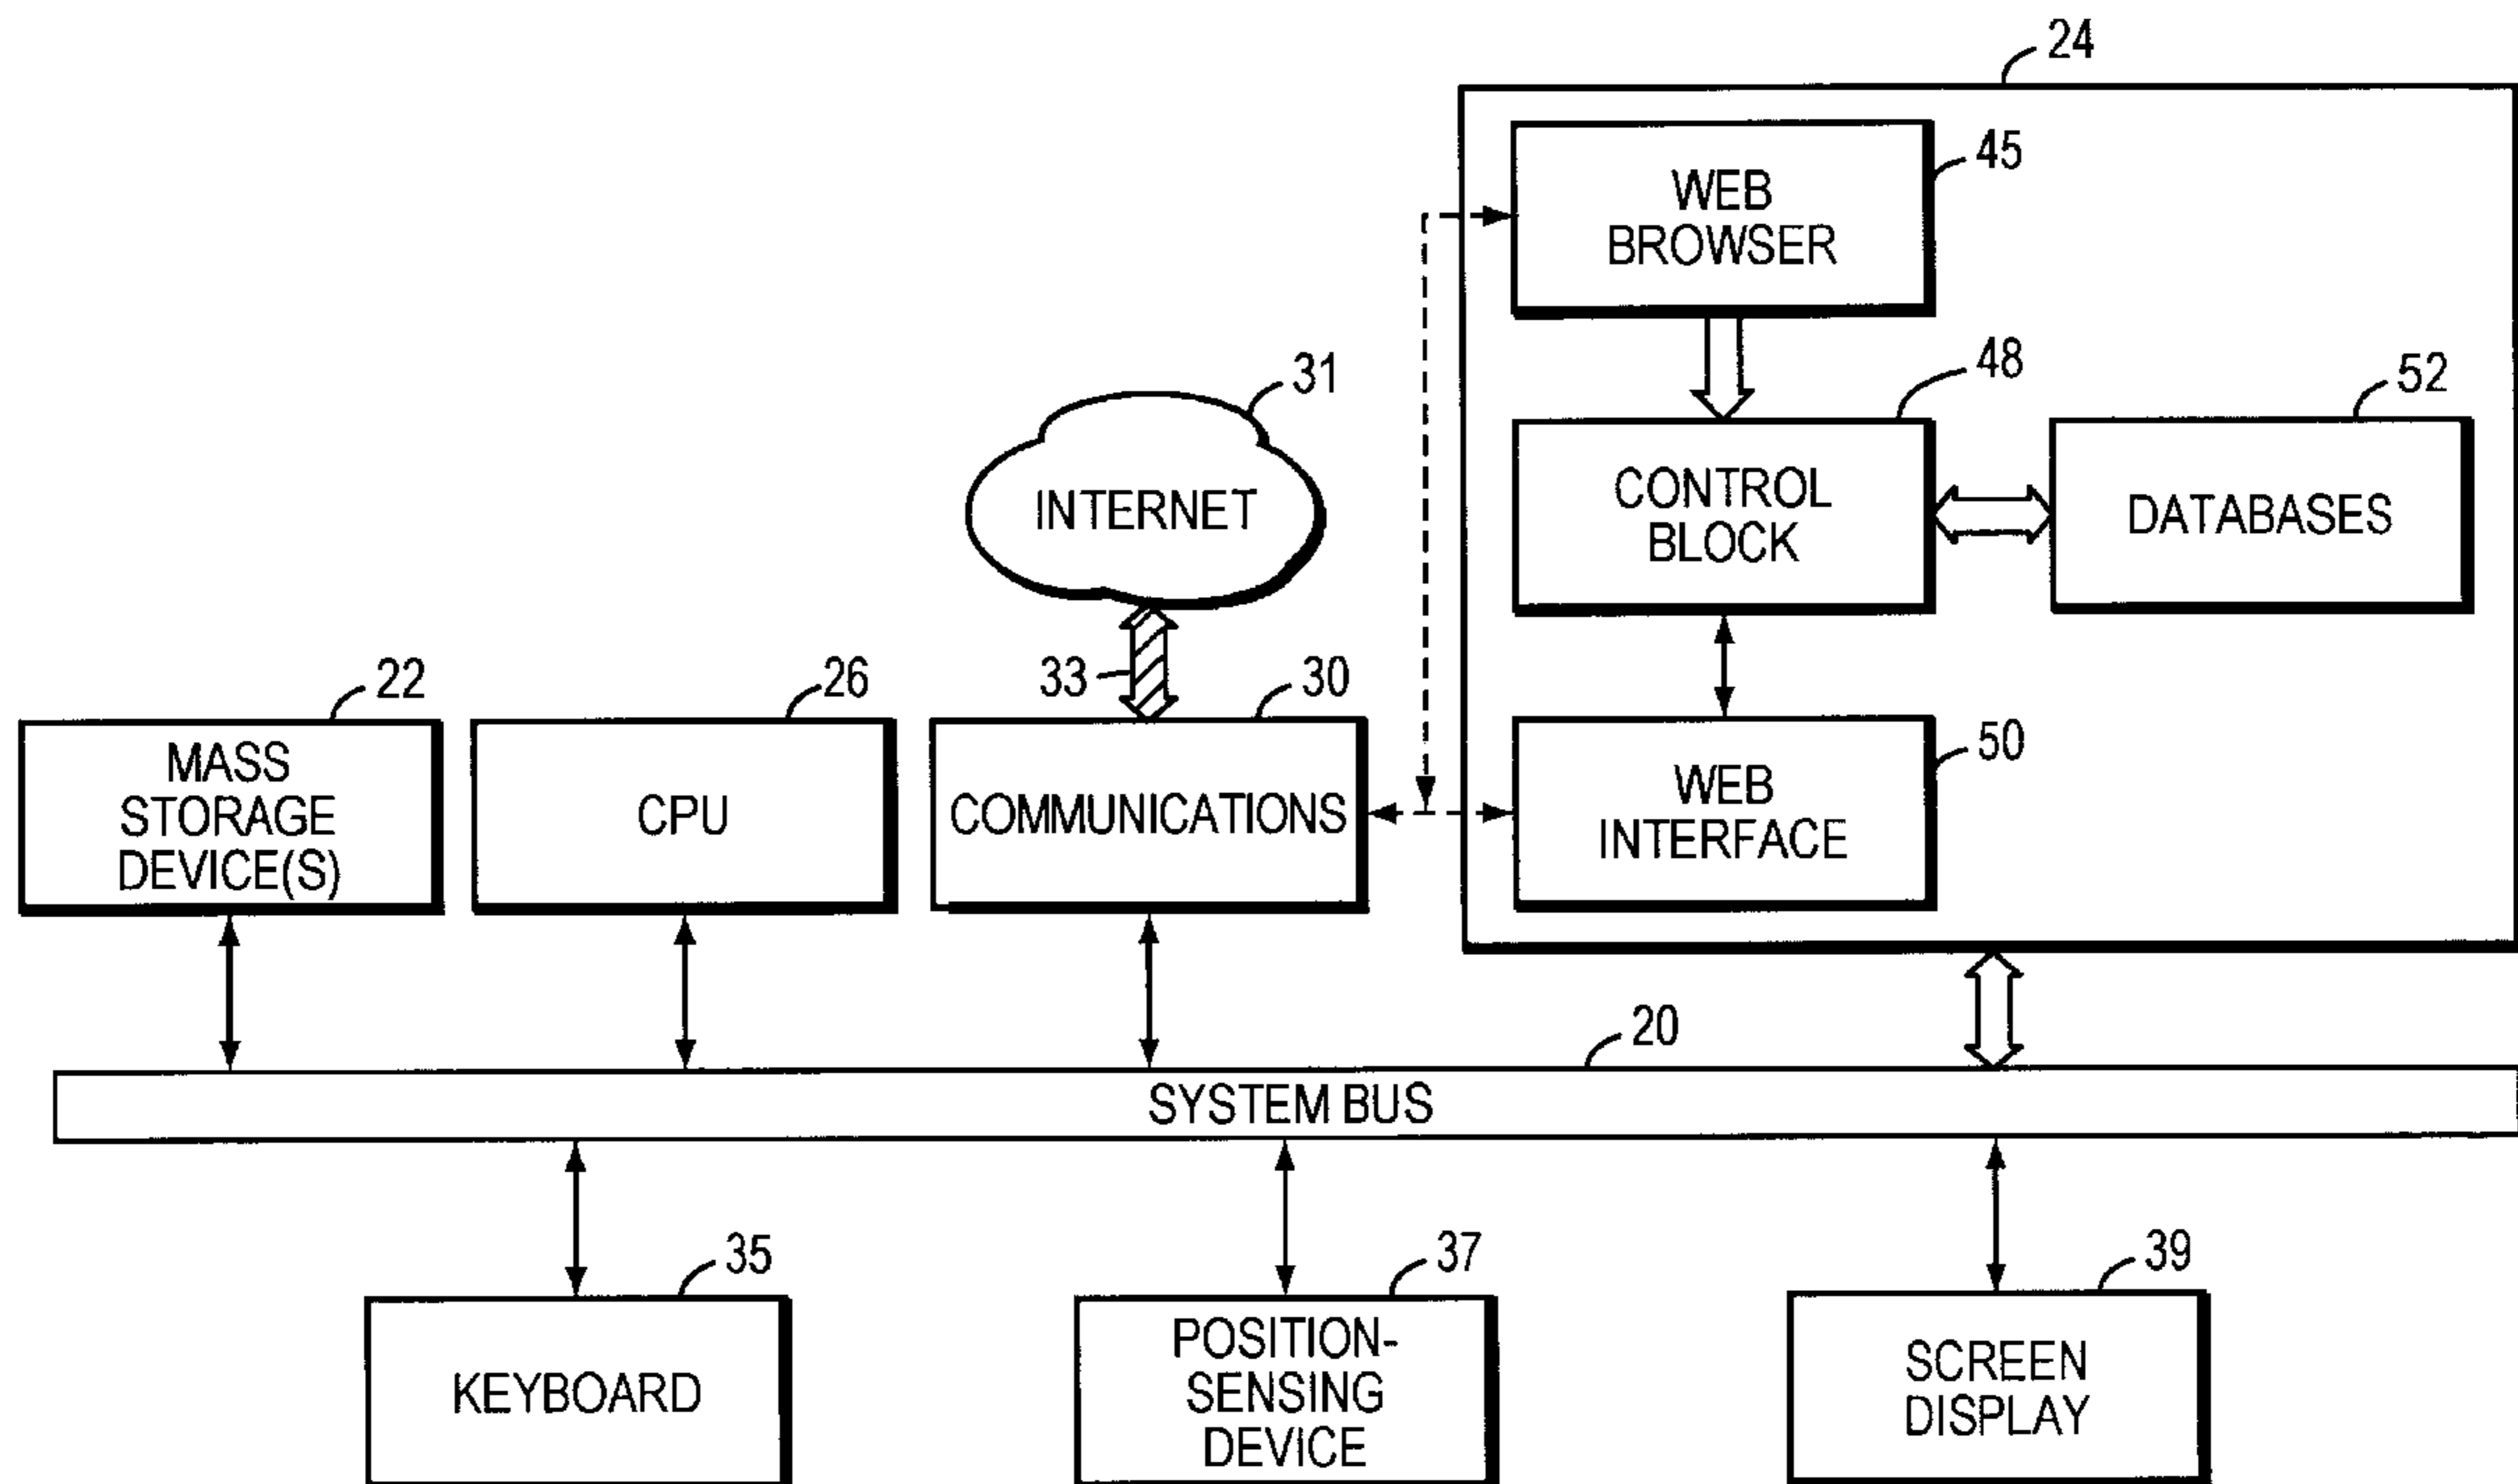 24
45
WEB
BROWSER
31
48
52
INTERNET
CONTROL
BLOCK
DATABASES
22
26
33
30
50
MASS
STORAGE
DEVICE(S)
CPU
COMMUNICATIONS
WEB
INTERFACE
20
SYSTEM BUS
35
37
39
KEYBOARD
POSITION-
SENSING
DEVICE
SCREEN
DISPLAY